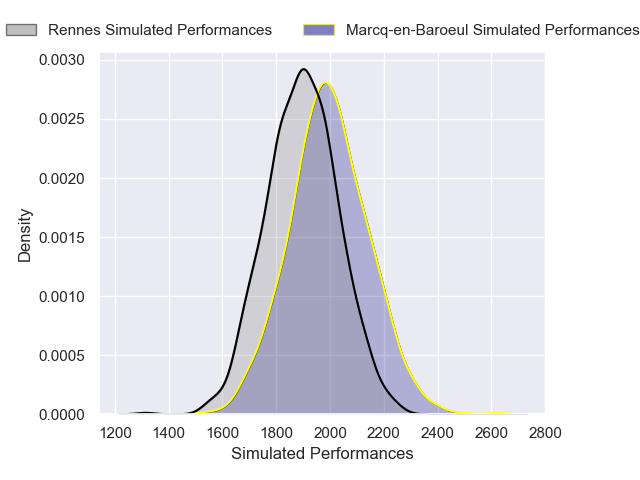 Rennes Simulated Performances
Marcq-en-Baroeul Simulated Performances
0.0030
0.0025
0.0020
0.0015
0.0010
0.0005
0.0000
Density
1200 1400 1600 1800 2000 2200 2400 2600 2800
Simulated Performances